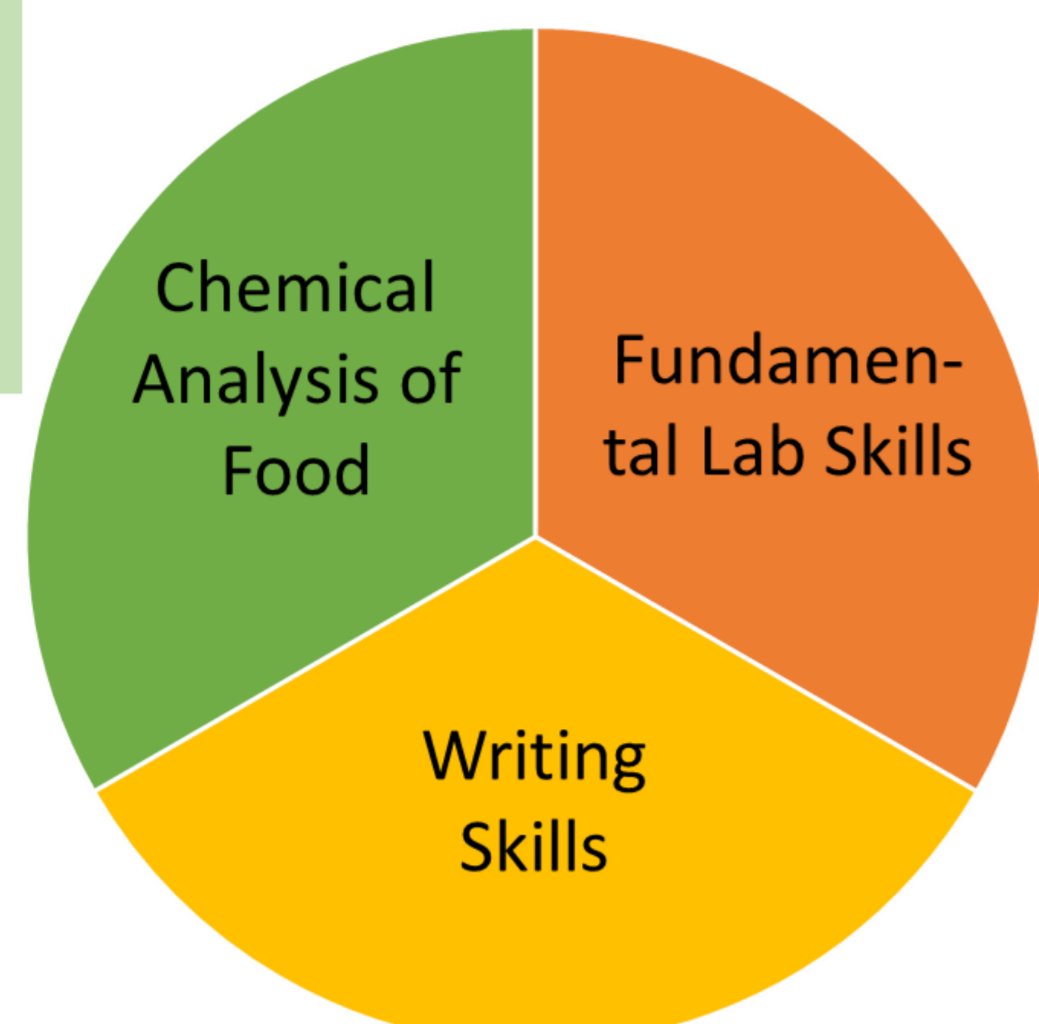 Chemical
Analysis of
Food
Fundamen-
tal Lab Skills
Writing
Skills